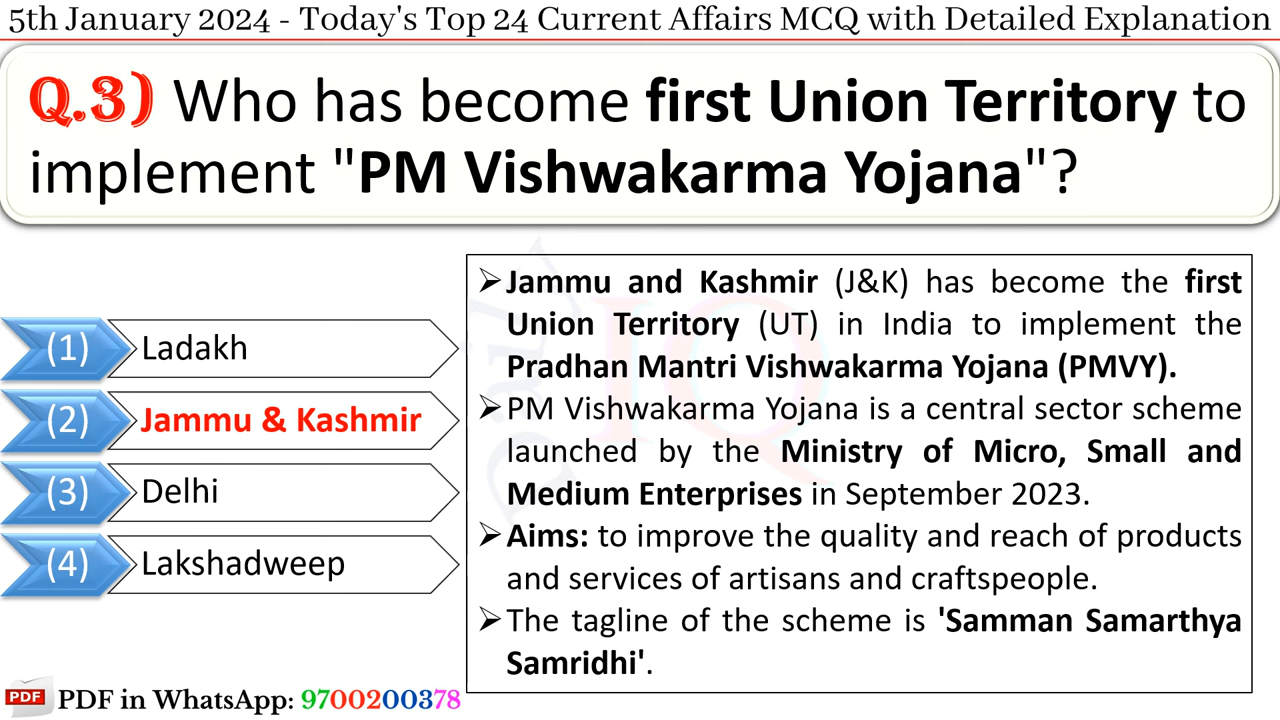 5th January 2024 - Today's Top 24 Current Affairs MCQ with Detailed Explanation
Q.3) Who has become first Union Territory to
implement "PM Vishwakarma Yojana"?
(1) Ladakh
(2) Jammu & Kashmir
(3) Delhi
(4) Lakshadweep
➢Jammu and Kashmir (J&K) has become the first
Union Territory (UT) in India to implement the
Pradhan Mantri Vishwakarma Yojana (PMVY).
➢PM Vishwakarma Yojana is a central sector scheme
launched by the Ministry of Micro, Small and
Medium Enterprises in September 2023.
➢Aims: to improve the quality and reach of products
and services of artisans and craftspeople.
➢The tagline of the scheme is 'Samman Samarthya
Samridhi'.
Daily
IQ
PDF PDF in WhatsApp: 9700200378